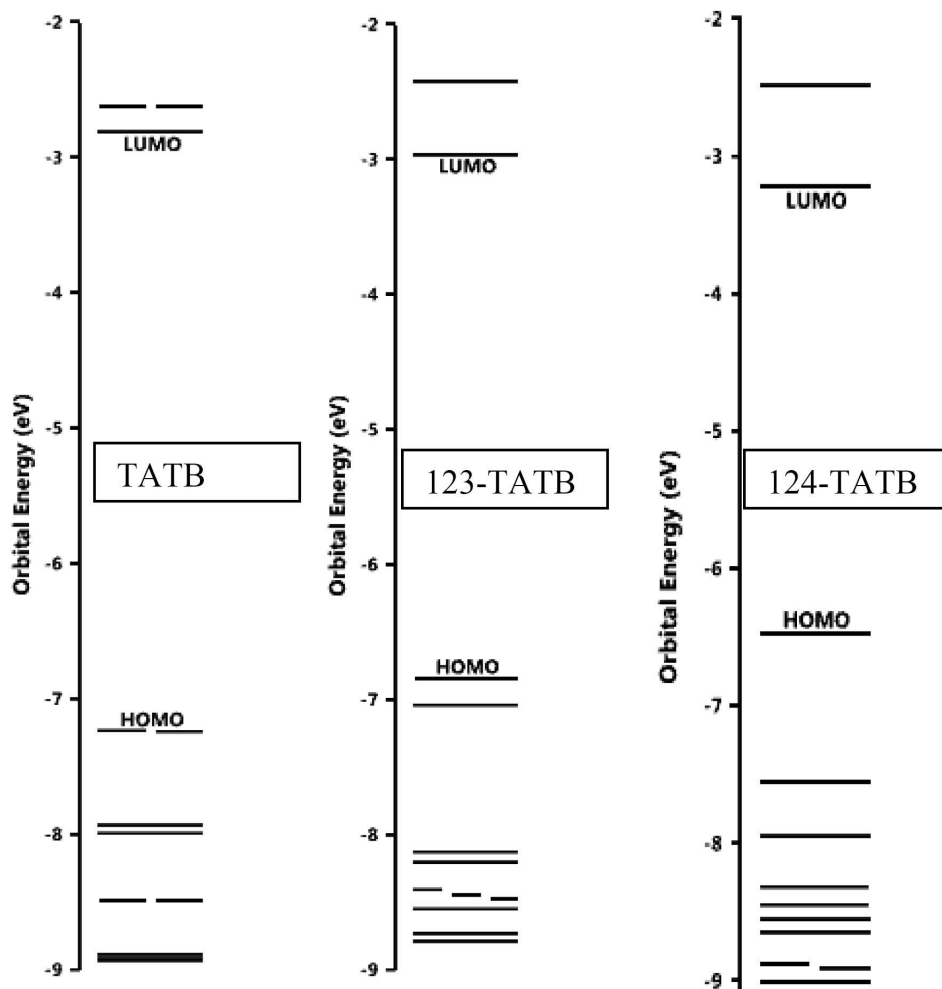 -2
-3
-4
-5
-6
-7
-8
-9
Orbital Energy (eV)
LUMO
TATB
HOMO
-2
-3
-4
-5
-6
-7
-8
-9
Orbital Energy (eV)
LUMO
123-TATB
HOMO
-2
-3
-4
-5
-6
-7
-8
-9
Orbital Energy (eV)
LUMO
124-TATB
HOMO